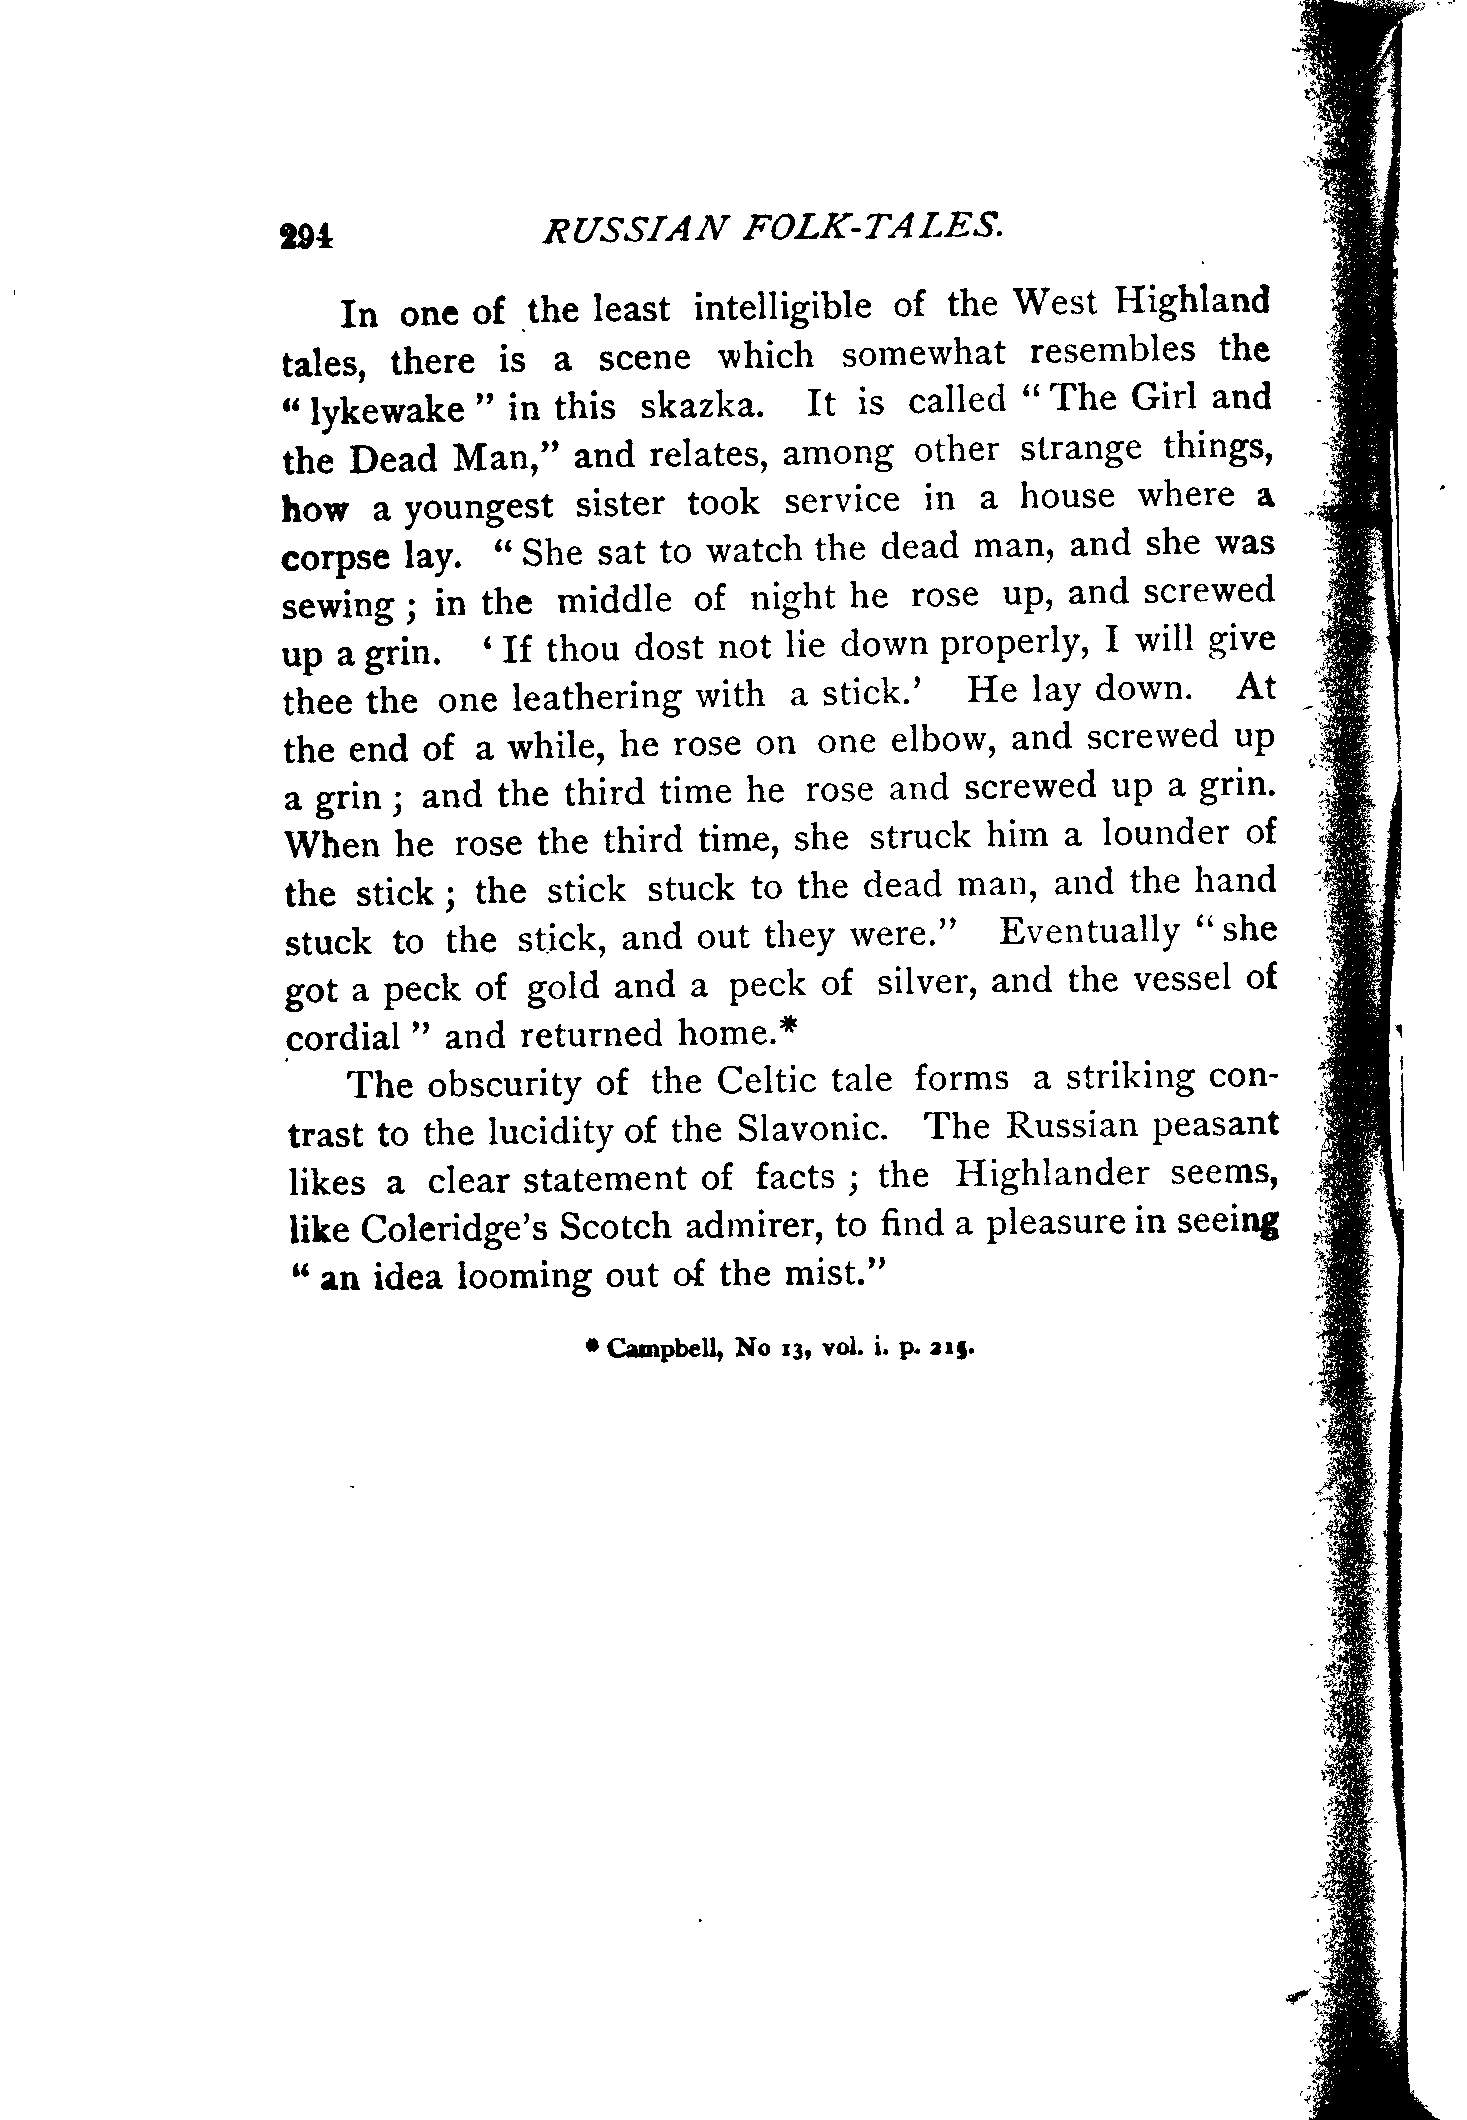 294 RUSSIAN FOLK-TALES.
In one of the least intelligible of the West Highland
tales, there is a scene which somewhat resembles the
“ lykewake ” in this skazka. It is called “ The Girl and
the Dead Man,” and relates, among other strange things,
how a youngest sister took service in a house where a
corpse lay. “ She sat to watch the dead man, and she was
sewing ; in the middle of night he rose up, and screwed
up a grin. ‘ If thou dost not lie down properly, I will give
thee the one leathering with a stick.’ He lay down. At
the end of a while, he rose on one elbow, and screwed up
a grin ; and the third time he rose and screwed up a grin.
When he rose the third time, she struck him a lounder of
the stick ; the stick stuck to the dead man, and the hand
stuck to the stick, and out they were.” Eventually “ she
got a peck of gold and a peck of silver, and the vessel of
cordial ” and returned home.*
The obscurity of the Celtic tale forms a striking con-
trast to the lucidity of the Slavonic. The Russian peasant
likes a clear statement of facts ; the Highlander seems,
like Coleridge’s Scotch admirer, to find a pleasure in seeing
“ an idea looming out of the mist.”
* Campbell, No 13, vol. i. p. 215.